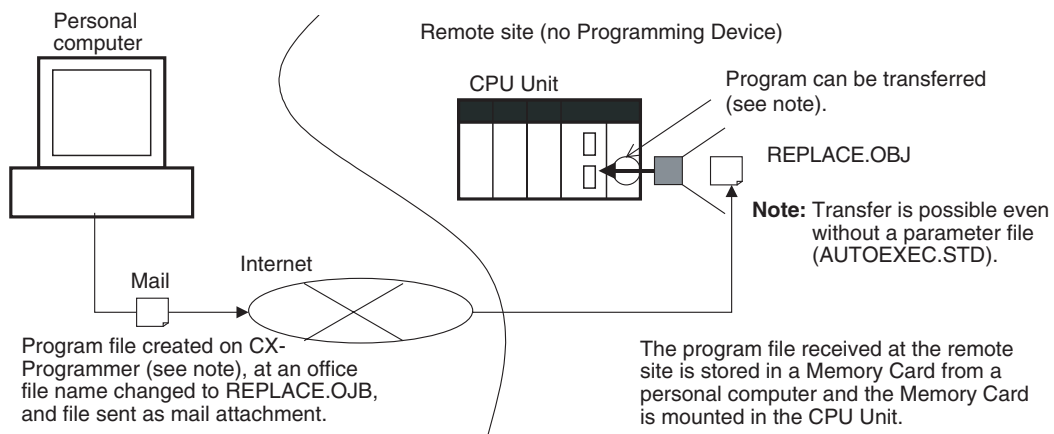 Personal
computer
Remote site (no Programming Device)
CPU Unit
Program can be transferred
(see note).
REPLACE.OBJ
Note: Transfer is possible even
without a parameter file
(AUTOEXEC.STD).
Internet
Mail
Program file created on CX-
Programmer (see note), at an office
file name changed to REPLACE.OJB,
and file sent as mail attachment.
The program file received at the remote
site is stored in a Memory Card from a
personal computer and the Memory Card
is mounted in the CPU Unit.